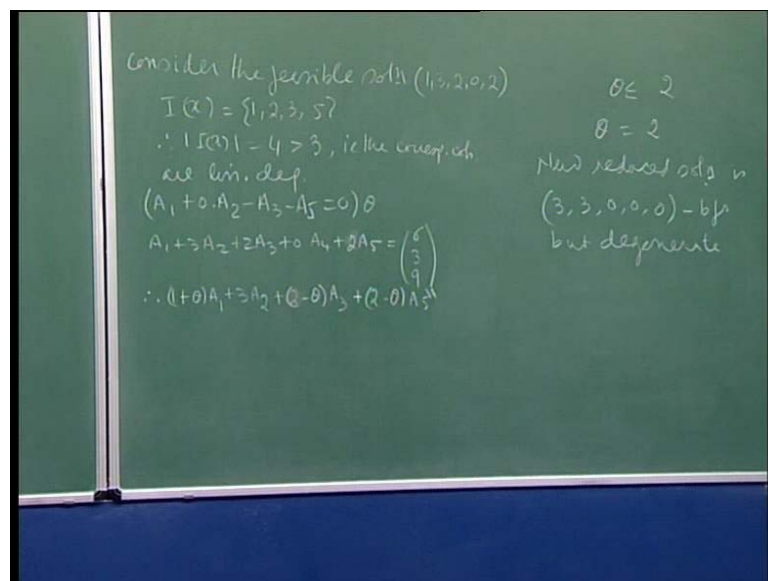 Consider the feasible soln (1,3,2,0,2)
I(x) = {1, 2, 3, 5}
∴ |I(x)| = 4 > 3, ie the corresp. cols
are lin. dep.
(A₁ + 0.A₂ - A₃ - A₅ = 0) θ
A₁ + 3A₂ + 2A₃ + 0 A₄ + 2A₅ = (6 3 9)
∴ (1+θ)A₁ + 3A₂ + (2-θ)A₃ + (2-θ)A₅ "
θ ≤ 2
θ = 2
New reduced soln is
(3, 3, 0, 0, 0) - bfs
but degenerate